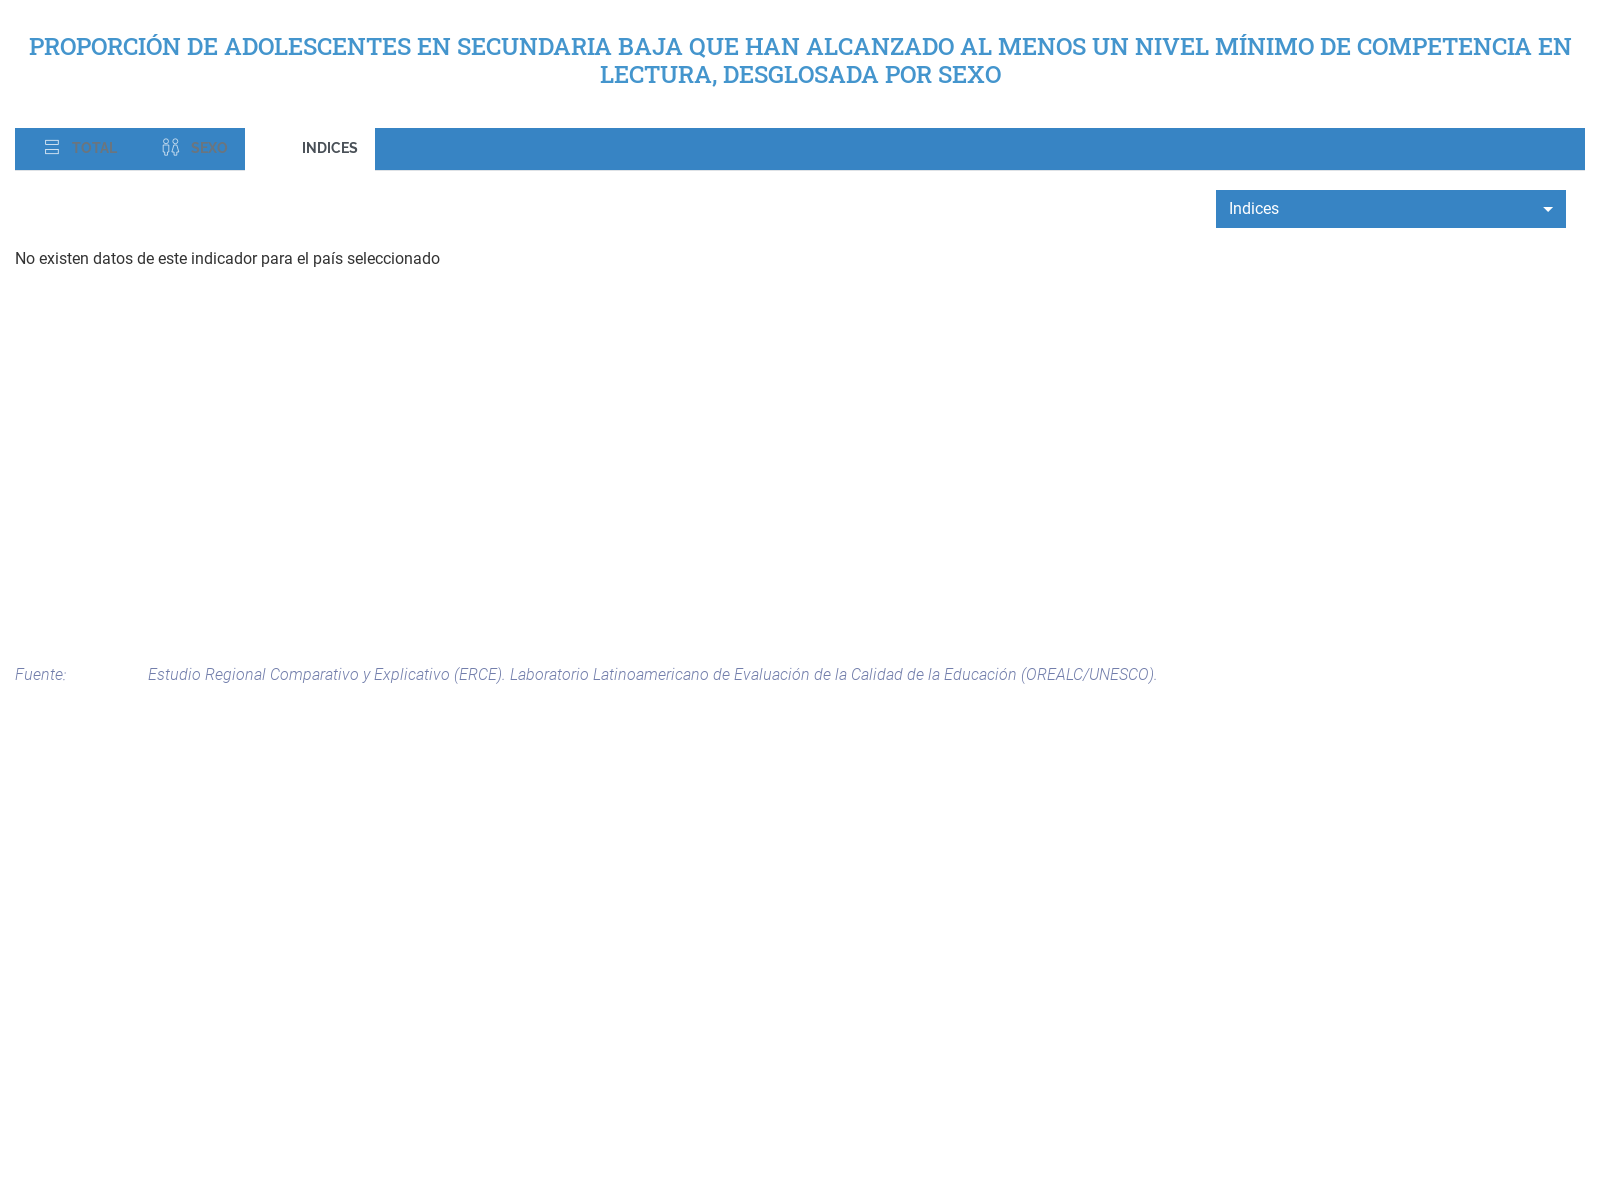 PROPORCIÓN DE ADOLESCENTES EN SECUNDARIA BAJA QUE HAN ALCANZADO AL MENOS UN NIVEL MÍNIMO DE COMPETENCIA EN
LECTURA, DESGLOSADA POR SEXO
TOTAL SEXO INDICES
Indices
No existen datos de este indicador para el país seleccionado
Fuente: Estudio Regional Comparativo y Explicativo (ERCE). Laboratorio Latinoamericano de Evaluación de la Calidad de la Educación (OREALC/UNESCO).